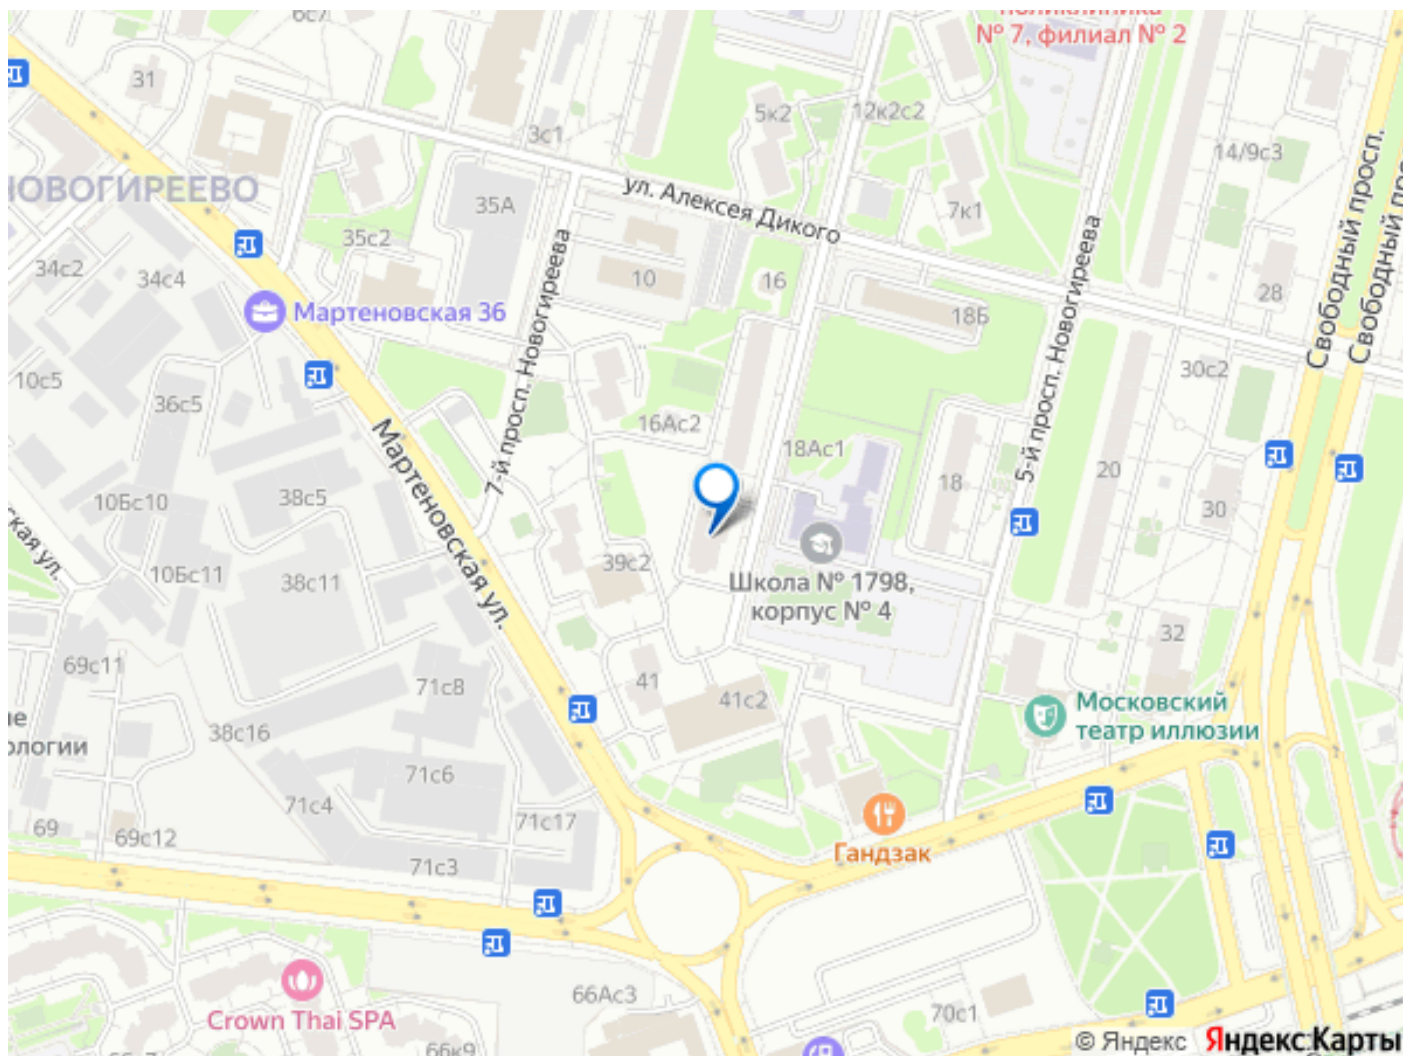 № 7, филиал № 2
31
3с1
5к2
12к2с2
14/9с3
НОВОГИРЕЕВО
35А
ул. Алексея Дикого
7к1
Свободный просп.
35с2
34с2
34с4
10
16
28
Мартеновская 36
18Б
7-й просп. Новогиреева
5-й просп. Новогиреева
10с5
36с5
30с2
16Ас2
18Ас1
Мартеновская ул.
10Бс10
38с5
18
20
30
10Бс11
38с11
39с2
Школа № 1798,
корпус № 4
32
69с11
71с8
41
41с2
38с16
Московский
театр иллюзии
71с6
71с4
69
69с12
71с17
71с3
Гандзак
66Ас3
70с1
Crown Thai SPA
66к9
© Яндекс Яндекс Карты